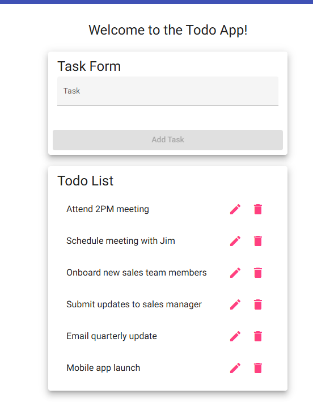 Welcome to the Todo App!
Task Form
Task
Add Task
Todo List
Attend 2PM meeting
Schedule meeting with Jim
Onboard new sales team members
Submit updates to sales manager
Email quarterly update
Mobile app launch